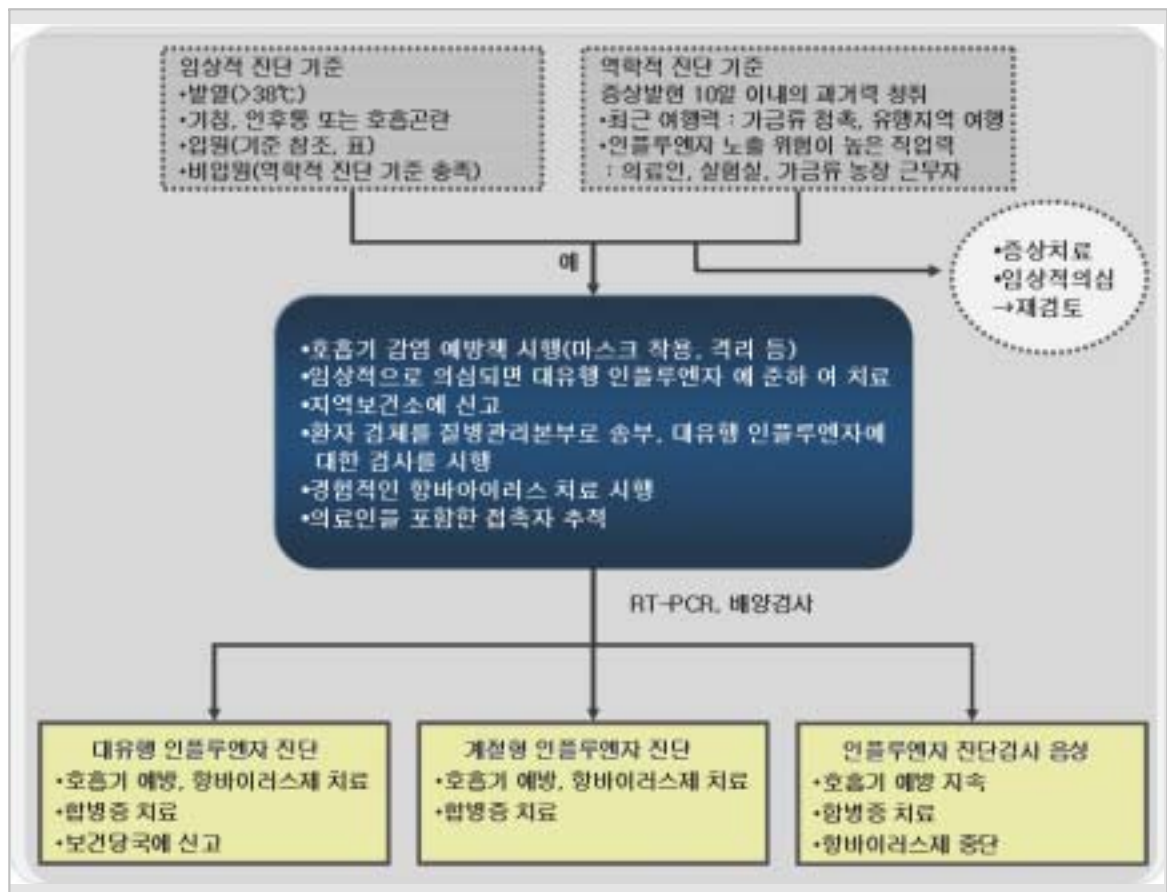 임상적 진단 기준
•발열(>38℃)
•기침, 인후통 또는 호흡곤란
•입원(기준 참조, 표)
•비입원(역학적 진단 기준 충족)
역학적 진단 기준
증상발현 10일 이내의 과거력 청취
•최근 여행력 : 가금류 접촉, 유행지역 여행
•인플루엔자 노출 위험이 높은 직업력
: 의료인, 실험실, 가금류 농장 근무자
예
•증상치료
•임상적의심
→재검토
•호흡기 감염 예방책 시행(마스크 착용, 격리 등)
•임상적으로 의심되면 대유행 인플루엔자 에 준하 여 치료
•지역보건소에 신고
•환자 검체를 질병관리본부로 송부, 대유행 인플루엔자에
대한 검사를 시행
•경험적인 항바아이러스 치료 시행
•의료인을 포함한 접촉자 추적
RT-PCR, 배양검사
대유행 인플루엔자 진단
•호흡기 예방, 항바이러스제 치료
•합병증 치료
•보건당국에 신고
계절형 인플루엔자 진단
•호흡기 예방, 항바이러스제 치료
•합병증 치료
인플루엔자 진단검사 음성
•호흡기 예방 지속
•합병증 치료
•항바이러스제 중단